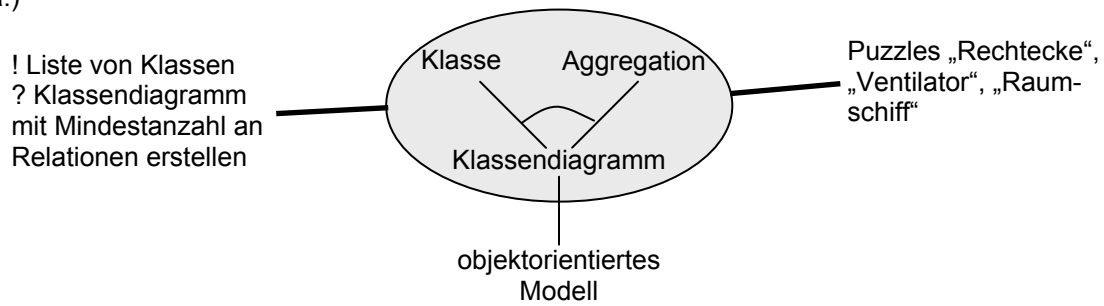 ! Liste von Klassen
? Klassendiagramm
mit Mindestanzahl an
Relationen erstellen
Klasse
Aggregation
Klassendiagramm
objektorientiertes
Modell
Puzzles „Rechtecke“,
„Ventilator“, „Raum-
schiff“